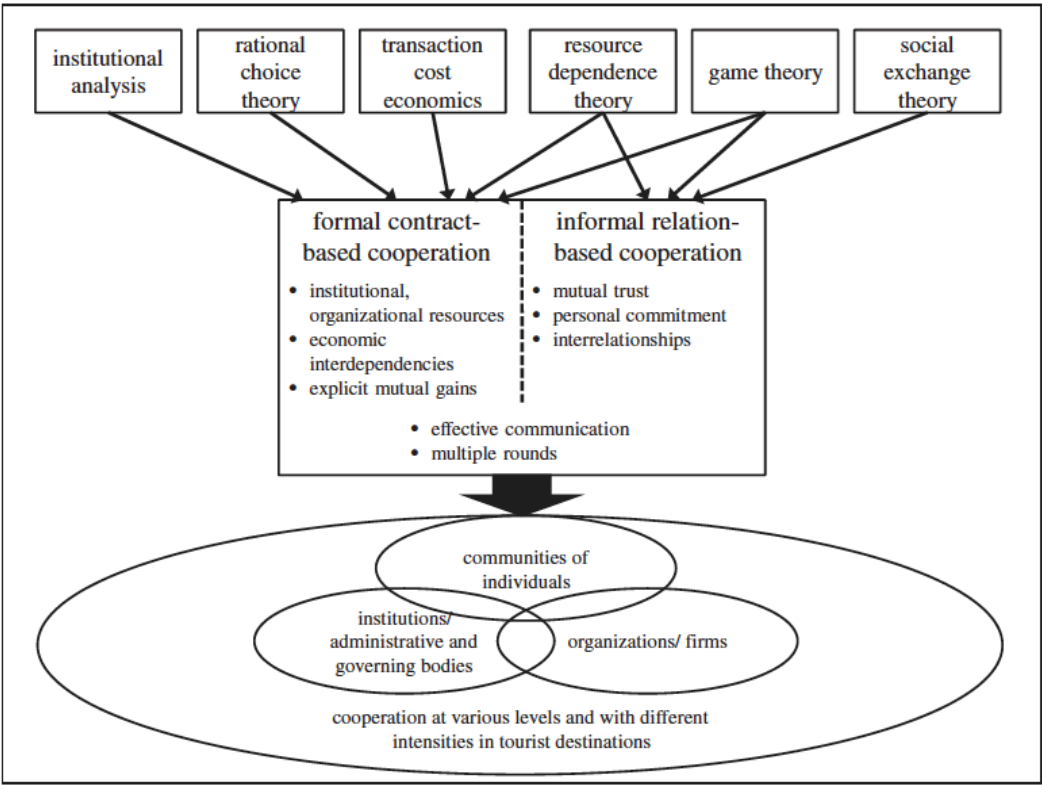 institutional
analysis
rational
choice
theory
transaction
cost
economics
resource
dependence
theory
game theory
social
exchange
theory
formal contract-
based cooperation
• institutional,
organizational resources
• economic
interdependencies
• explicit mutual gains
informal relation-
based cooperation
• mutual trust
• personal commitment
• interrelationships
• effective communication
• multiple rounds
communities of
individuals
institutions/
administrative and
governing bodies
organizations/ firms
cooperation at various levels and with different
intensities in tourist destinations